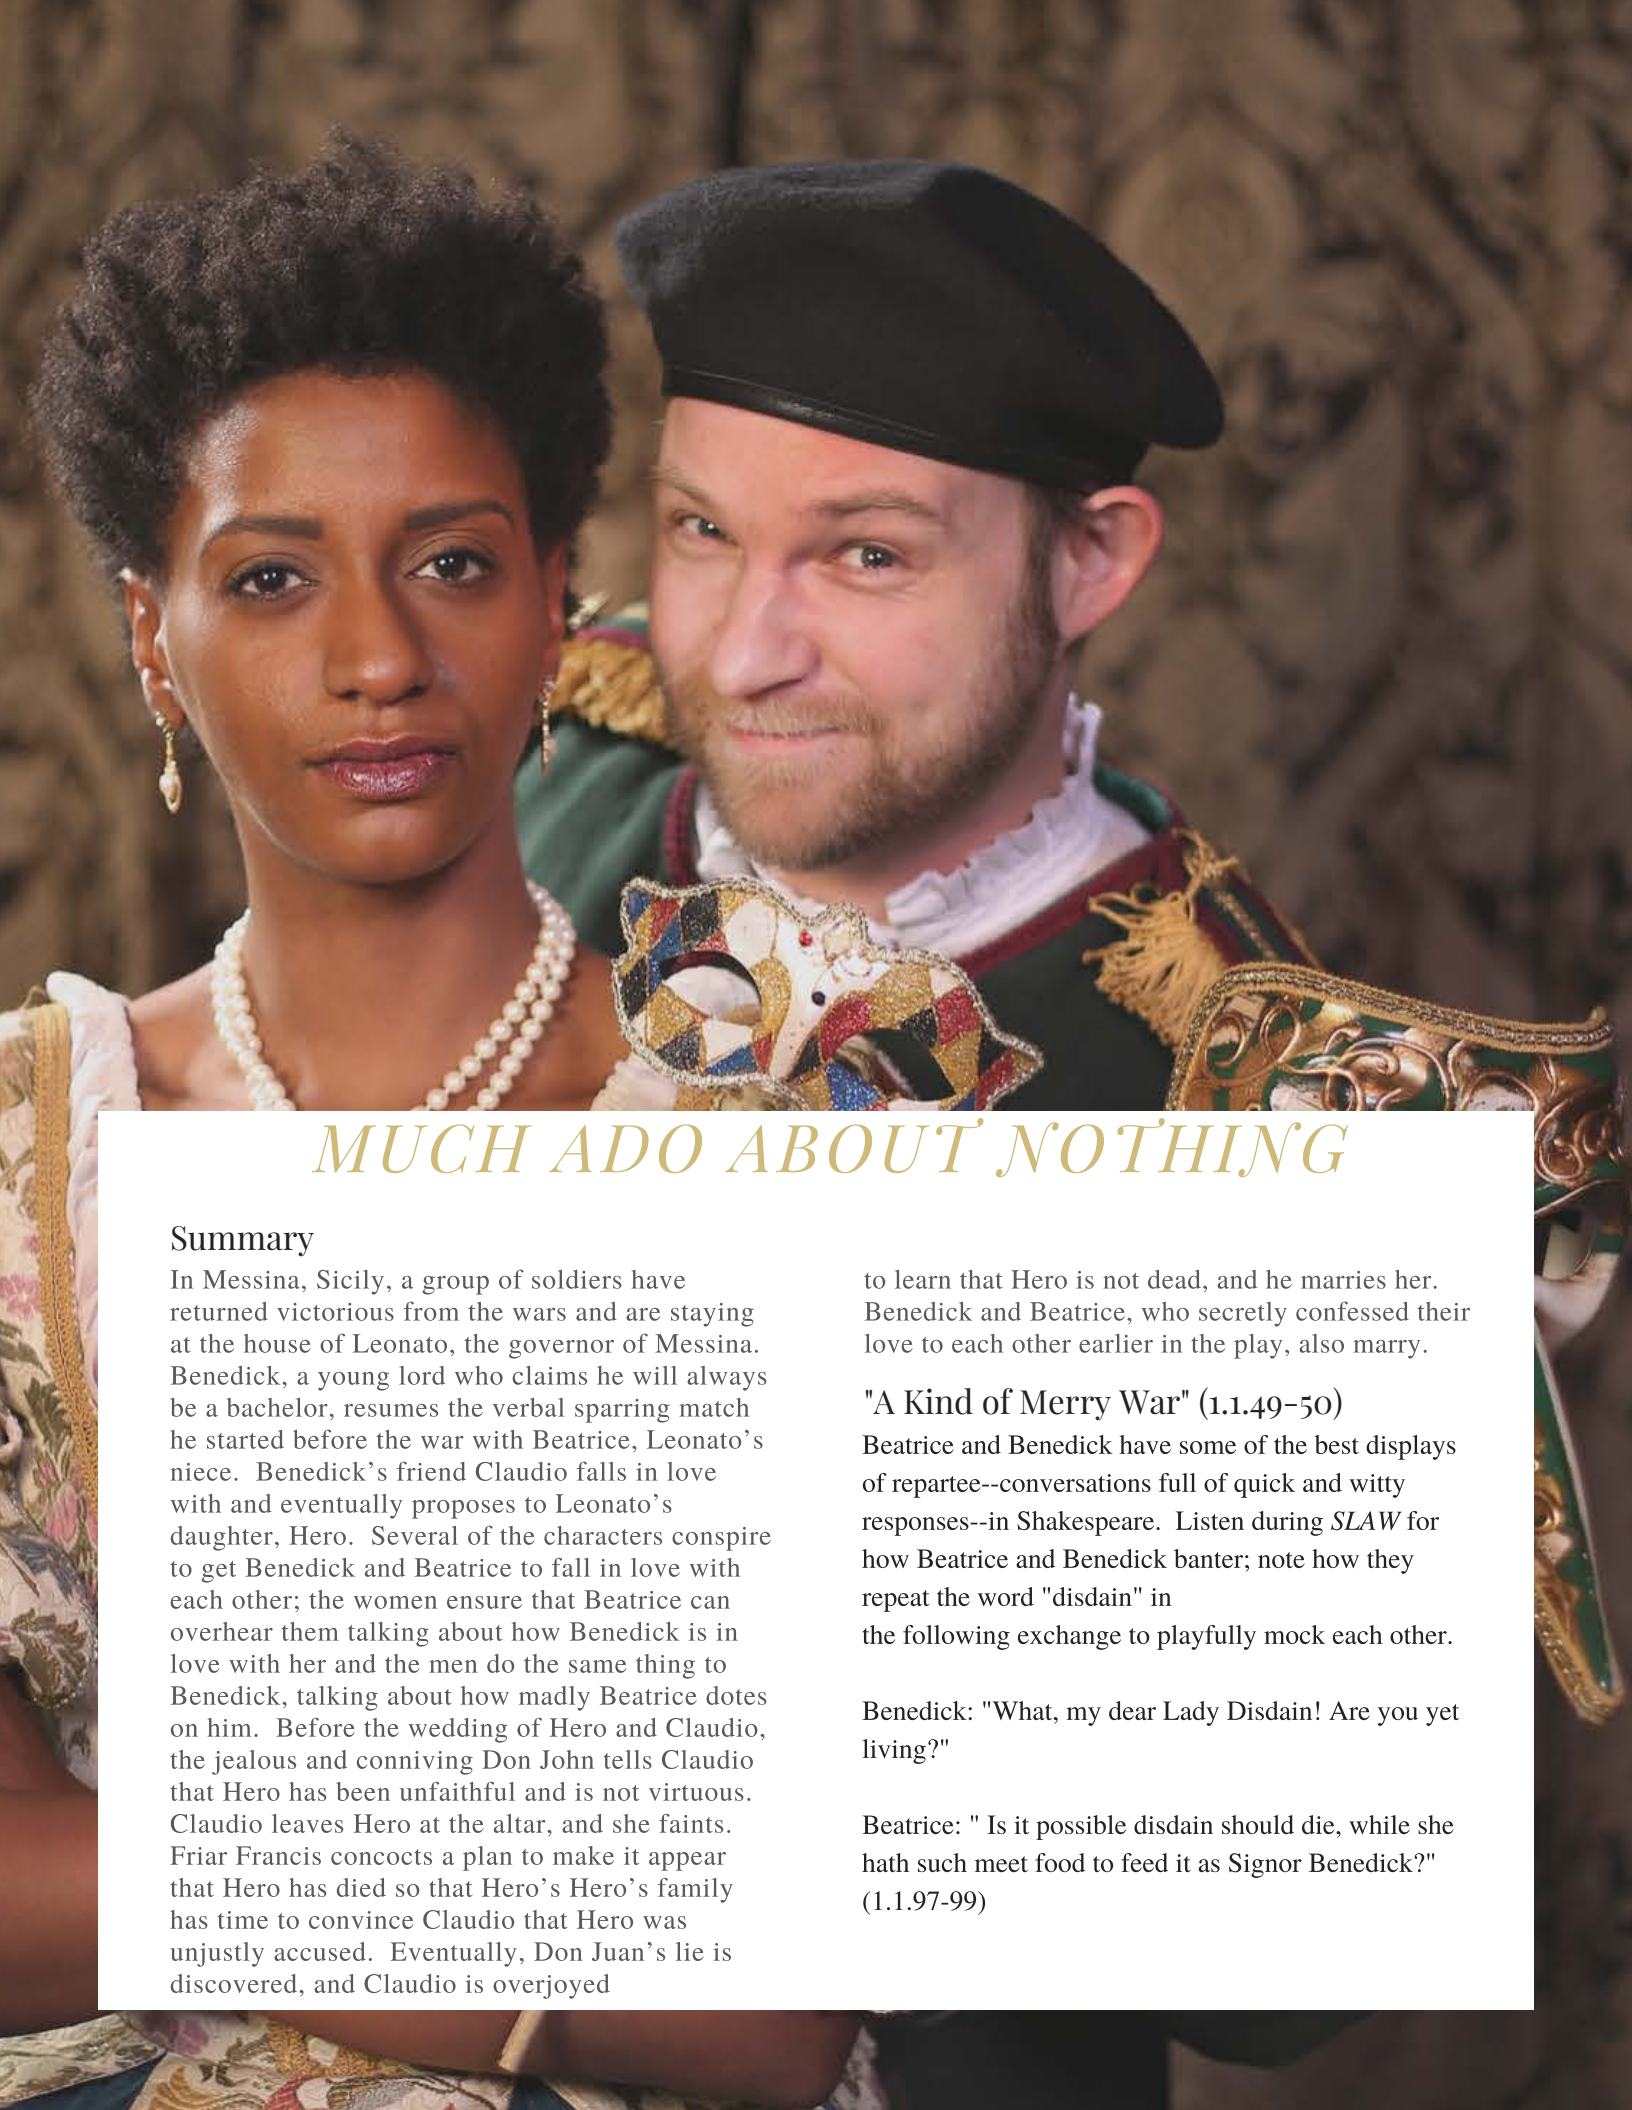 MUCH ADO ABOUT NOTHING
Summary
In Messina, Sicily, a group of soldiers have
returned victorious from the wars and are staying
at the house of Leonato, the governor of Messina.
Benedick, a young lord who claims he will always
be a bachelor, resumes the verbal sparring match
he started before the war with Beatrice, Leonato’s
niece.  Benedick’s friend Claudio falls in love
with and eventually proposes to Leonato’s
daughter, Hero.  Several of the characters conspire
to get Benedick and Beatrice to fall in love with
each other; the women ensure that Beatrice can
overhear them talking about how Benedick is in
love with her and the men do the same thing to
Benedick, talking about how madly Beatrice dotes
on him.  Before the wedding of Hero and Claudio,
the jealous and conniving Don John tells Claudio
that Hero has been unfaithful and is not virtuous.
Claudio leaves Hero at the altar, and she faints.
Friar Francis concocts a plan to make it appear
that Hero has died so that Hero’s Hero’s family
has time to convince Claudio that Hero was
unjustly accused.  Eventually, Don Juan’s lie is
discovered, and Claudio is overjoyed
to learn that Hero is not dead, and he marries her.
Benedick and Beatrice, who secretly confessed their
love to each other earlier in the play, also marry.
"A Kind of Merry War" (1.1.49-50)
Beatrice and Benedick have some of the best displays
of repartee--conversations full of quick and witty
responses--in Shakespeare.  Listen during SLAW for
how Beatrice and Benedick banter; note how they
repeat the word "disdain" in
the following exchange to playfully mock each other.
Benedick: "What, my dear Lady Disdain! Are you yet
living?"
Beatrice: " Is it possible disdain should die, while she
hath such meet food to feed it as Signor Benedick?"
(1.1.97-99)